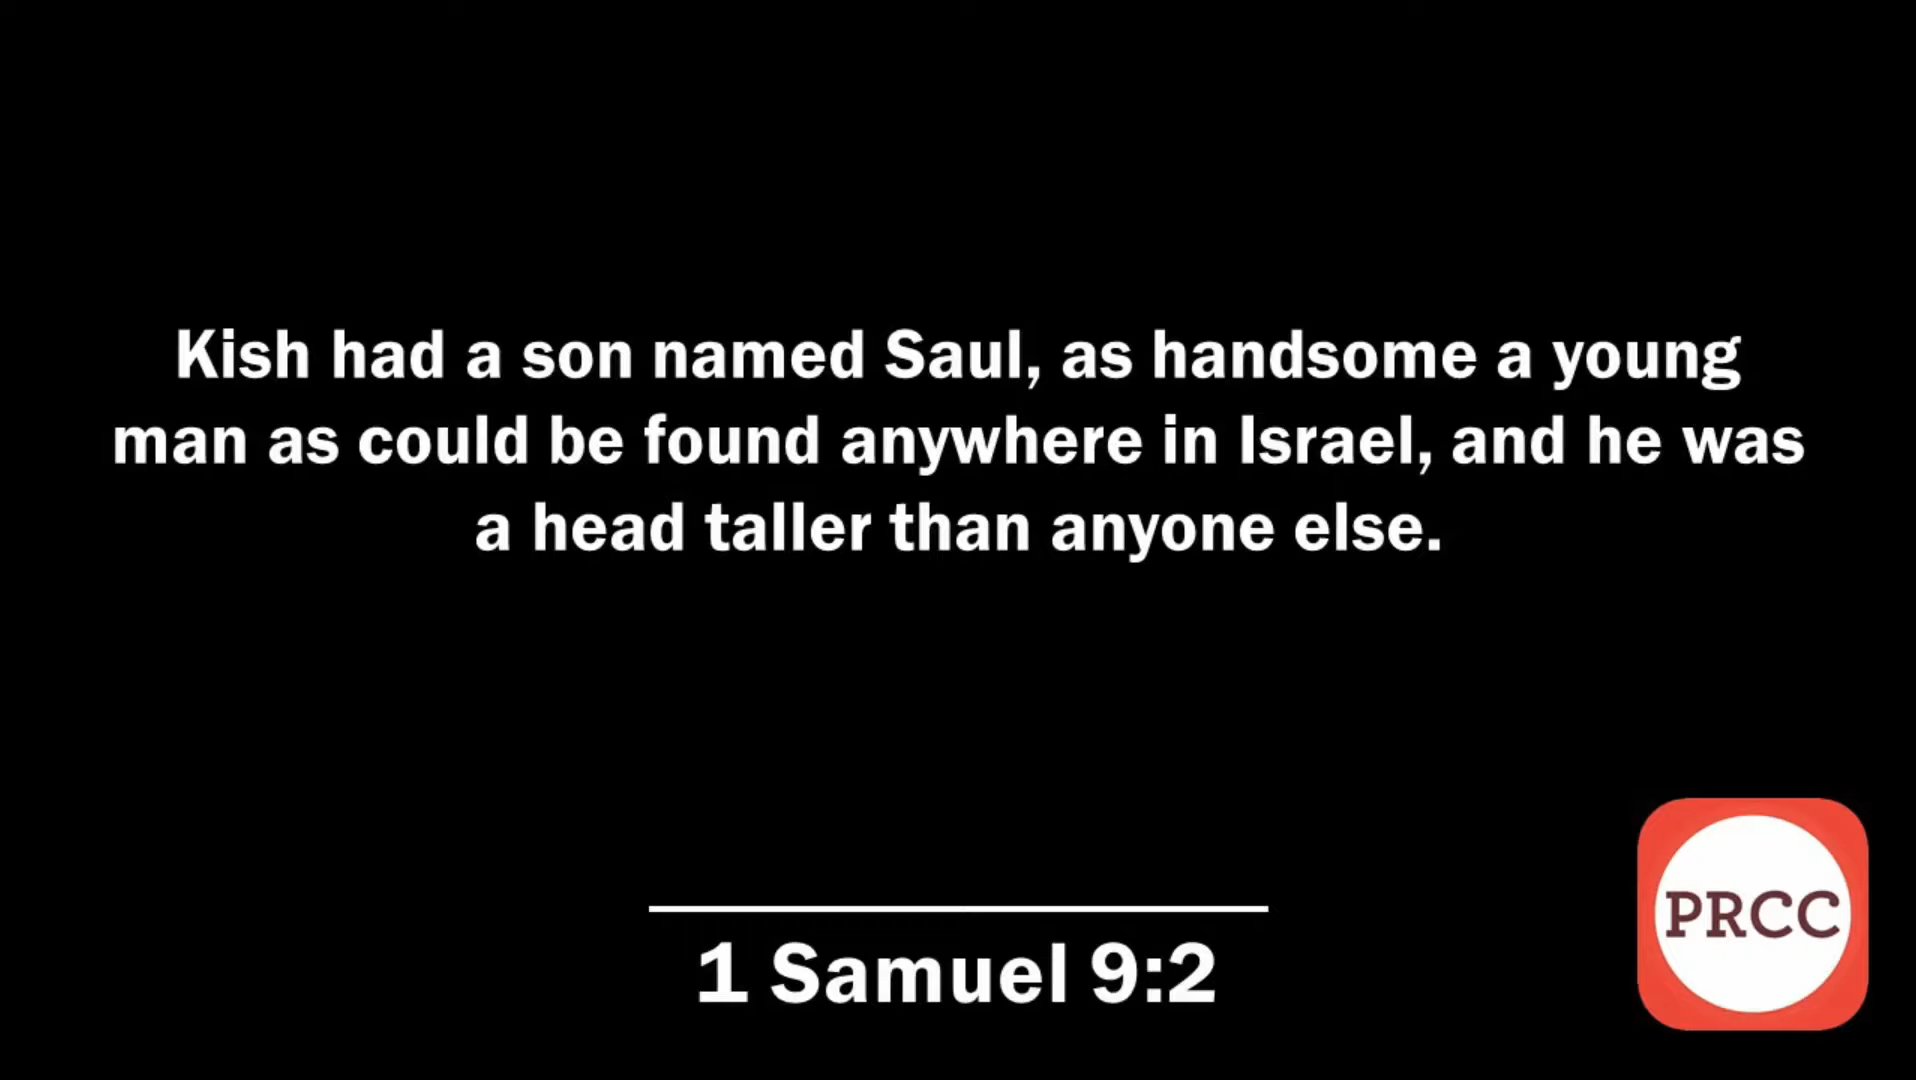 Kish had a son named Saul, as handsome a young
man as could be found anywhere in Israel, and he was
a head taller than anyone else.
1 Samuel 9:2
PRCC